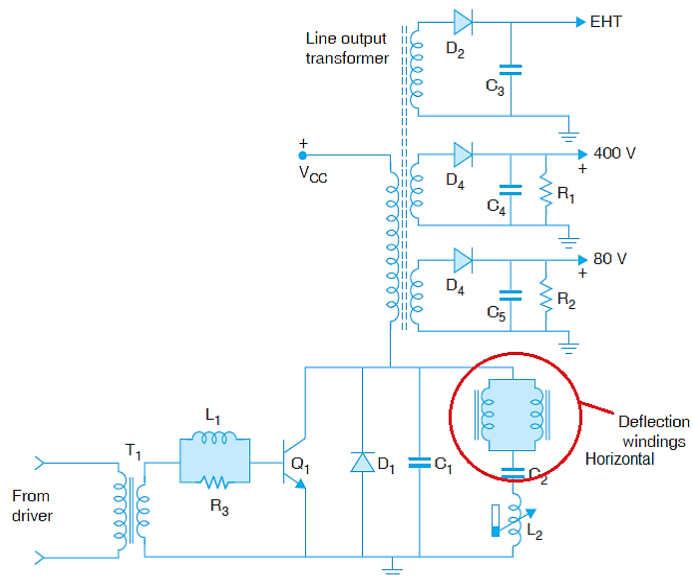 EHT
Line output
transformer
D2
C3
+
VCC
400 V
+
D4
C4
R1
80 V
+
D4
C5
R2
L1
T1
Q1
D1
C1
Deflection
windings
Horizontal
C2
From
driver
R3
L2